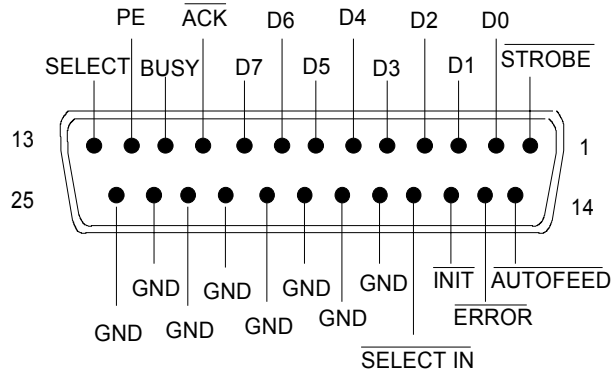 PE ACK D6 D4 D2 D0
SELECT BUSY D7 D5 D3 D1 STROBE
13 1
25 14
GND GND GND GND INIT AUTOFEED
GND GND GND GND ERROR
SELECT IN